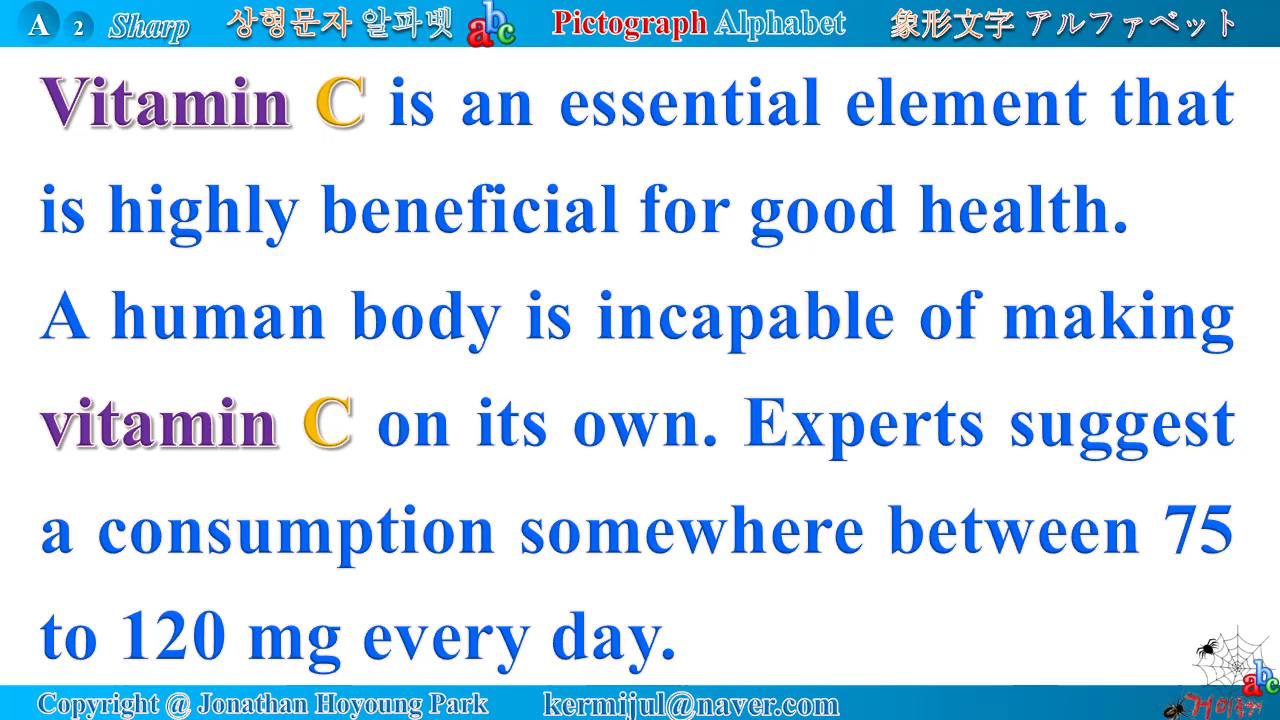 A 2 Sharp 상형문자 알파벳 abc Pictograph Alphabet 象形文字 アルファベット
Vitamin C is an essential element that
is highly beneficial for good health.
A human body is incapable of making
vitamin C on its own. Experts suggest
a consumption somewhere between 75
to 120 mg every day.
abc
Copyright @ Jonathan Hoyoung Park kermijul@naver.com